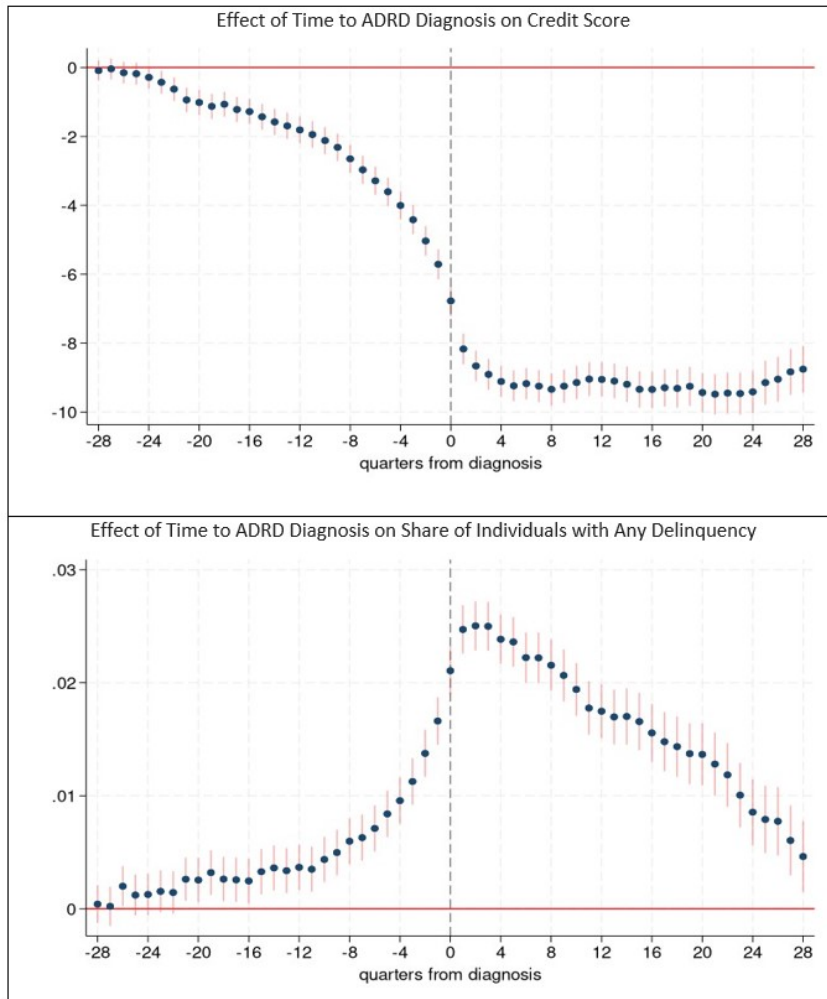 Effect of Time to ADRD Diagnosis on Credit Score
0
-2
-4
-6
-8
-10
-28 -24 -20 -16 -12 -8 -4 0 4 8 12 16 20 24 28
quarters from diagnosis
Effect of Time to ADRD Diagnosis on Share of Individuals with Any Delinquency
.03
.02
.01
0
-28 -24 -20 -16 -12 -8 -4 0 4 8 12 16 20 24 28
quarters from diagnosis